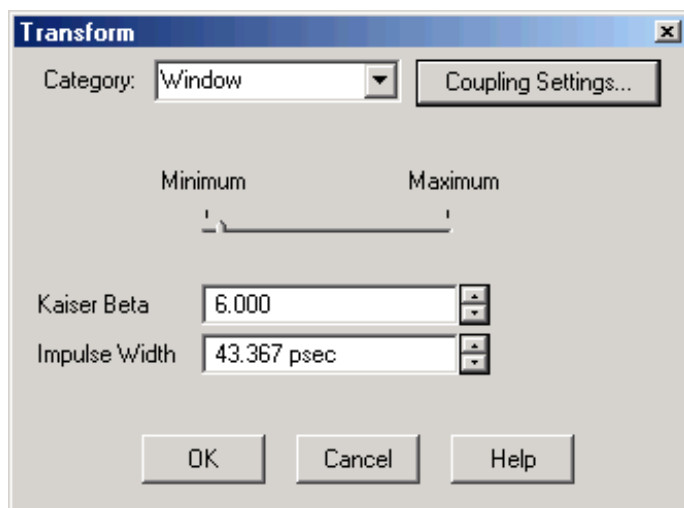 Transform
Category: Window Coupling Settings...
Minimum Maximum
Kaiser Beta 6.000
Impulse Width 43.367 psec
OK Cancel Help